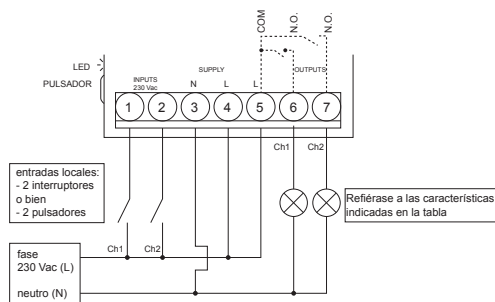 COM
N.O.
N.O.
LED
PULSADOR
INPUTS
230 Vac
SUPPLY
N
L
L
OUTPUTS
1
2
3
4
5
6
7
Ch1
Ch2
entradas locales:
- 2 interruptores
o bien
- 2 pulsadores
Refiérase a las características
indicadas en la tabla
Ch1
Ch2
fase
230 Vac (L)
neutro (N)